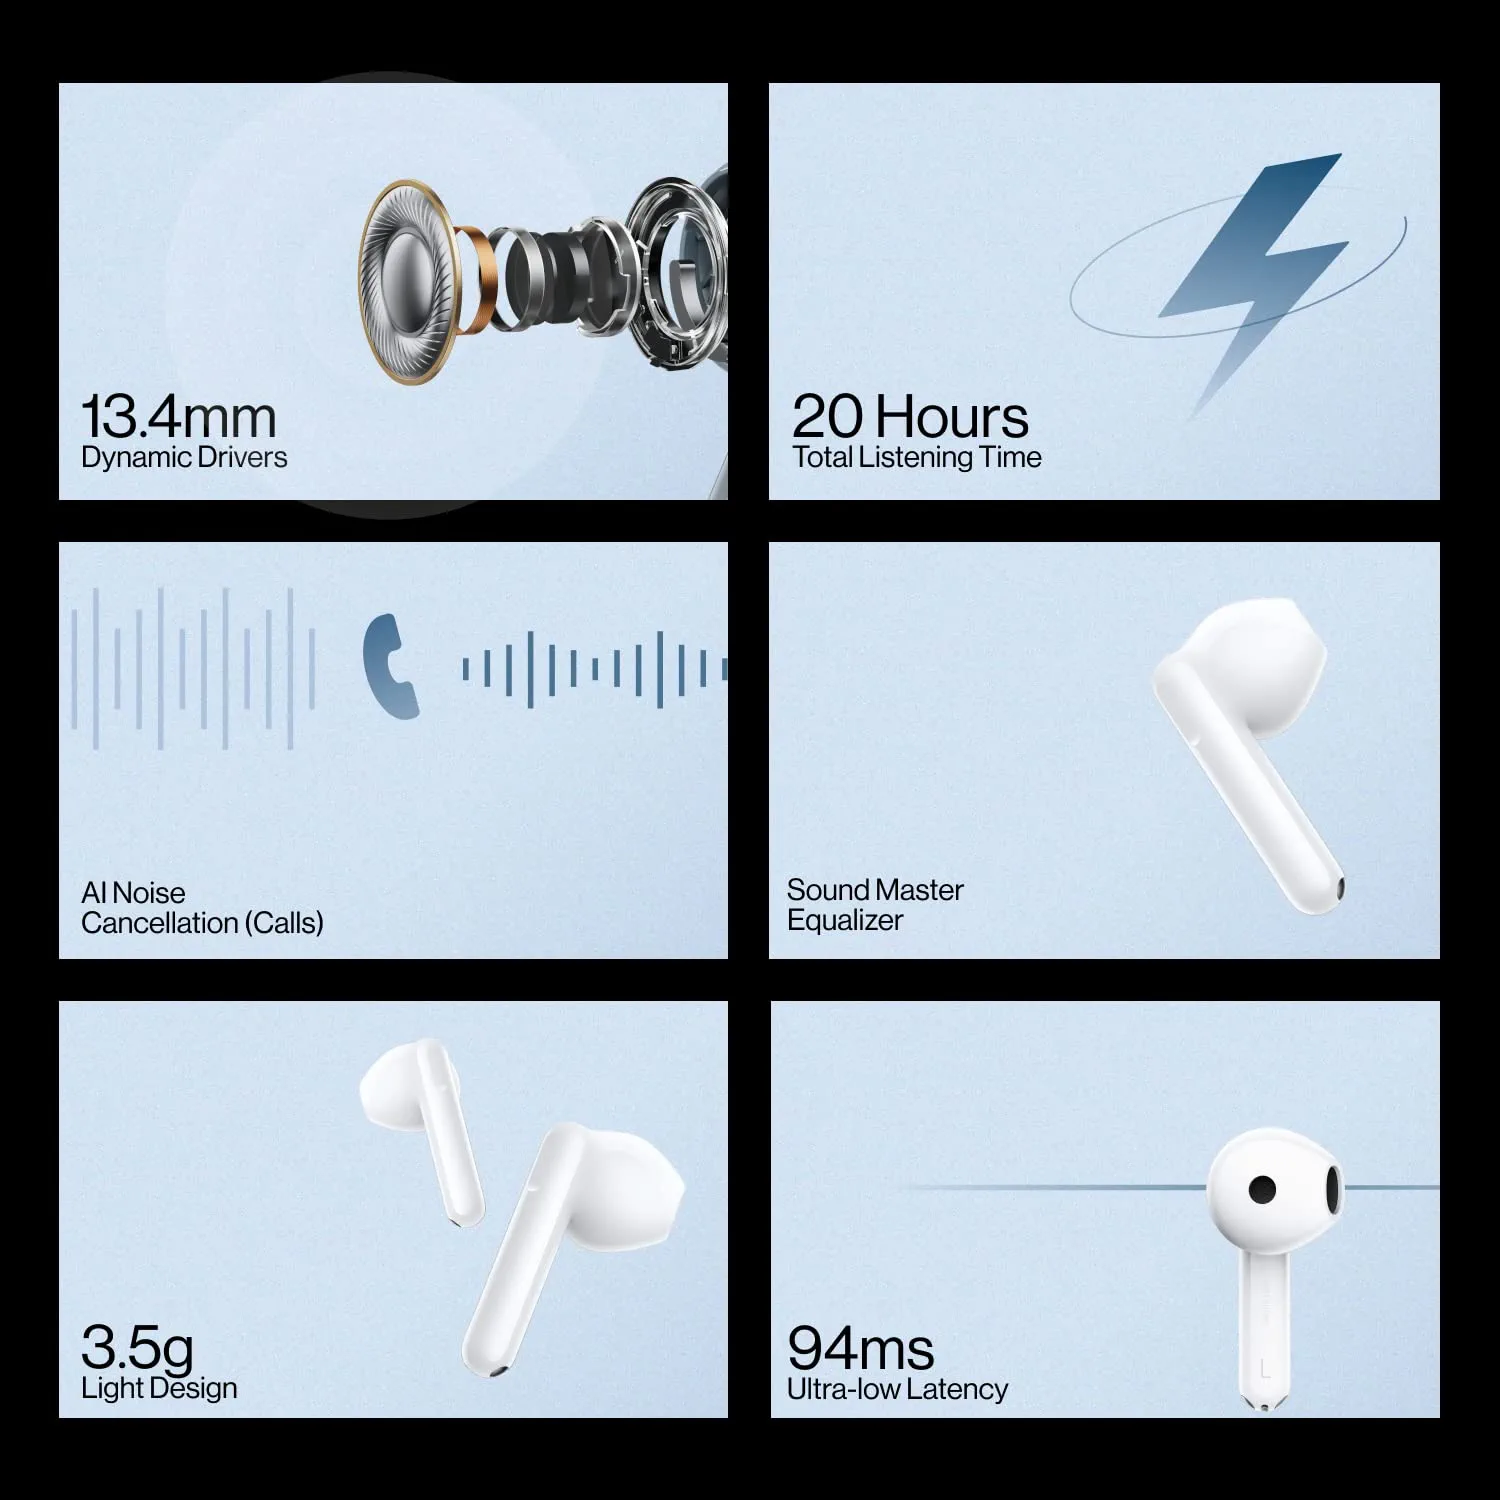 13.4mm
Dynamic Drivers
20 Hours
Total Listening Time
AI Noise
Cancellation (Calls)
Sound Master
Equalizer
3.5g
Light Design
94ms
Ultra-low Latency
L